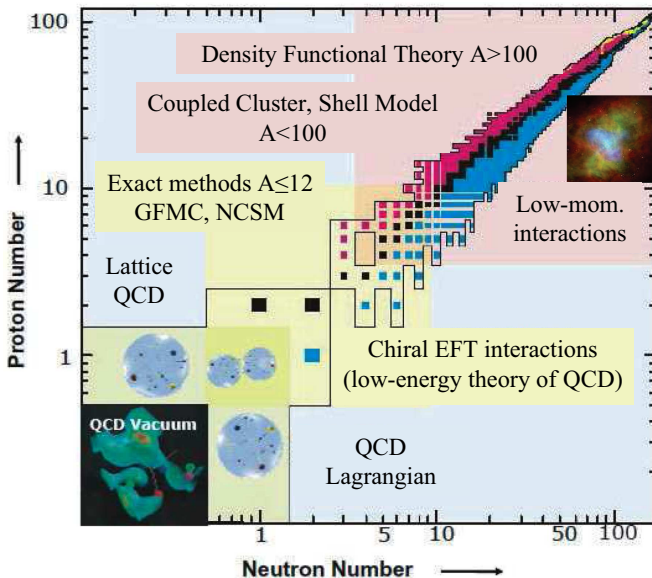 100
Density Functional Theory A>100
Coupled Cluster, Shell Model
A<100
10
Exact methods A≤12
GFMC, NCSM
Low-mom.
interactions
Lattice
QCD
1
Chiral EFT interactions
(low-energy theory of QCD)
QCD Vacuum
QCD
Lagrangian
Proton Number
1
5
10
50
100
Neutron Number